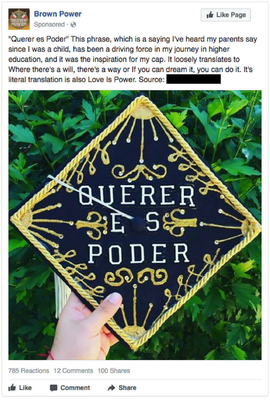 Brown Power
Sponsored ·
Like Page
"Querer es Poder" This phrase, which is a saying I've heard my parents say
since I was a child, has been a driving force in my journey in higher
education, and it was the inspiration for my cap. It loosely translates to
Where there's a will, there's a way or If you can dream it, you can do it. It's
literal translation is also Love Is Power. Source:
QUERER
ES
PODER
785 Reactions 12 Comments 100 Shares
Like Comment Share